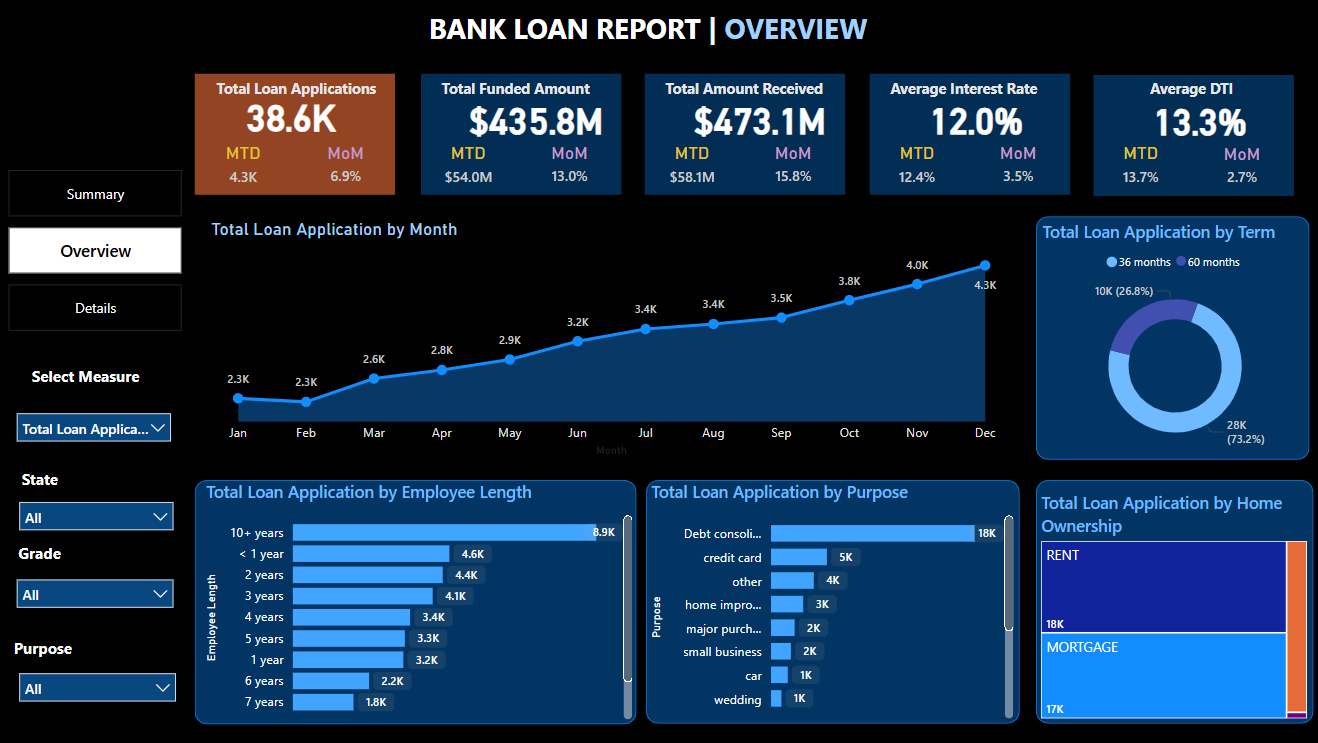 BANK LOAN REPORT | OVERVIEW
Total Loan Applications
38.6K
MTD MoM
4.3K 6.9%
Total Funded Amount
$435.8M
MTD MoM
$54.0M 13.0%
Total Amount Received
$473.1M
MTD MoM
$58.1M 15.8%
Average Interest Rate
12.0%
MTD MoM
12.4% 3.5%
Average DTI
13.3%
MTD MoM
13.7% 2.7%
Summary
Overview
Details
Select Measure
Total Loan Applica...
State
All
Grade
All
Purpose
All
Total Loan Application by Month
2.3K 2.3K 2.6K 2.8K 2.9K 3.2K 3.4K 3.4K 3.5K 3.8K 4.0K 4.3K
Jan Feb Mar Apr May Jun Jul Aug Sep Oct Nov Dec
Month
Total Loan Application by Term
36 months 60 months
10K (26.8%)
28K
(73.2%)
Total Loan Application by Employee Length
Employee Length
10+ years 8.9K
< 1 year 4.6K
2 years 4.4K
3 years 4.1K
4 years 3.4K
5 years 3.3K
1 year 3.2K
6 years 2.2K
7 years 1.8K
Total Loan Application by Purpose
Purpose
Debt consoli... 18K
credit card 5K
other 4K
home impro... 3K
major purch... 2K
small business 2K
car 1K
wedding 1K
Total Loan Application by Home
Ownership
RENT
18K
MORTGAGE
17K